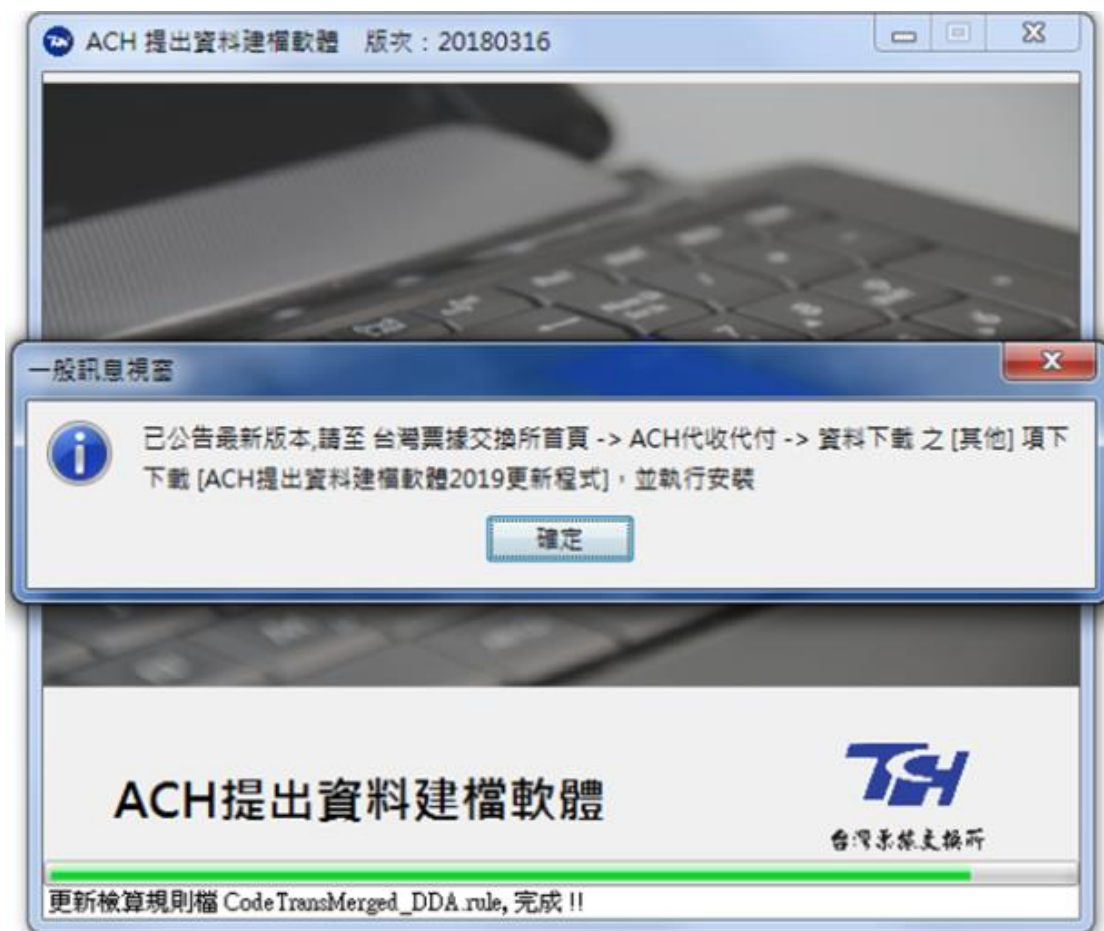 ACH 提出資料建檔軟體 版次：20180316
一般訊息視窗
已公告最新版本,請至 台灣票據交換所首頁 -> ACH代收代付 -> 資料下載 之 [其他] 項下
下載 [ACH提出資料建檔軟體2019更新程式]，並執行安裝
確定
ACH提出資料建檔軟體
TCH
台灣票據交換所
更新檢算規則檔 CodeTransMerged_DDA.rule, 完成 !!